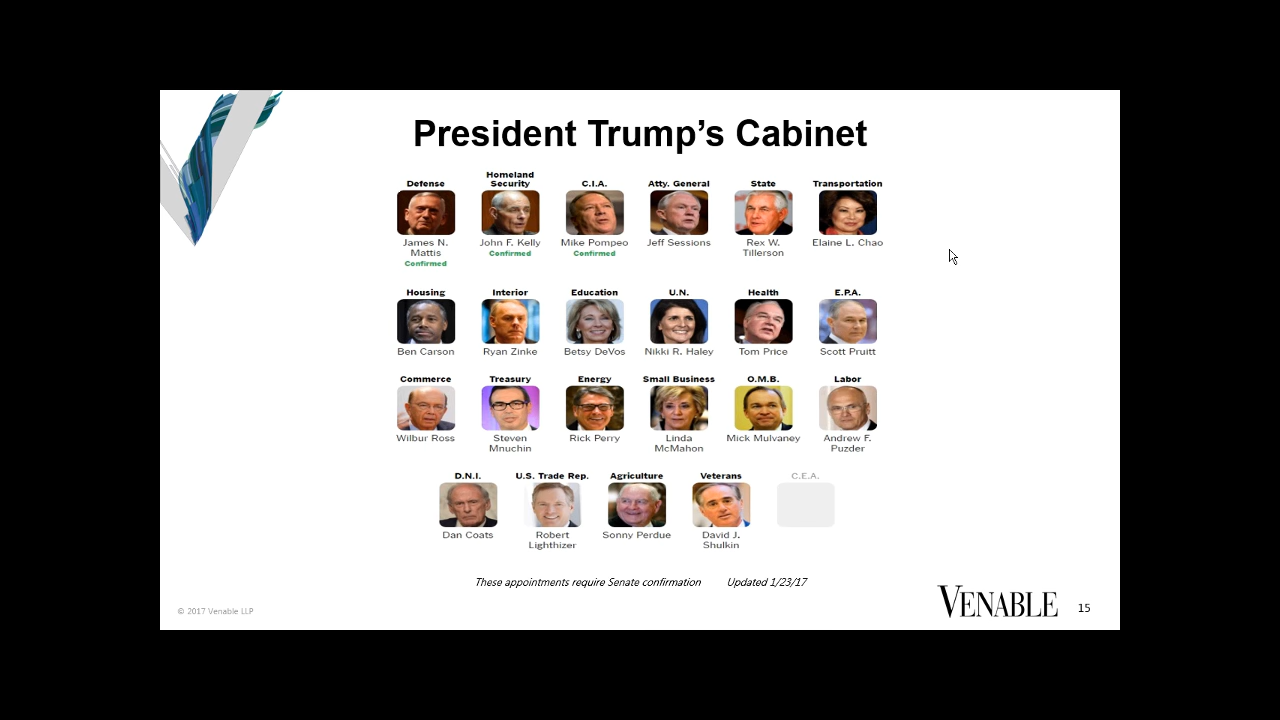 President Trump's Cabinet
Homeland
Defense Security C.I.A. Atty. General State Transportation
James N. John F. Kelly Mike Pompeo Jeff Sessions Rex W. Elaine L. Chao
Mattis Confirmed Confirmed Tillerson
Confirmed
Housing Interior Education U.N. Health E.P.A.
Ben Carson Ryan Zinke Betsy DeVos Nikki R. Haley Tom Price Scott Pruitt
Commerce Treasury Energy Small Business O.M.B. Labor
Wilbur Ross Steven Rick Perry Linda Mick Mulvaney Andrew F.
Mnuchin McMahon Puzder
D.N.I. U.S. Trade Rep. Agriculture Veterans C.E.A.
Dan Coats Robert Sonny Perdue David J.
Lighthizer Shulkin
These appointments require Senate confirmation Updated 1/23/17
© 2017 Venable LLP VENABLE 15